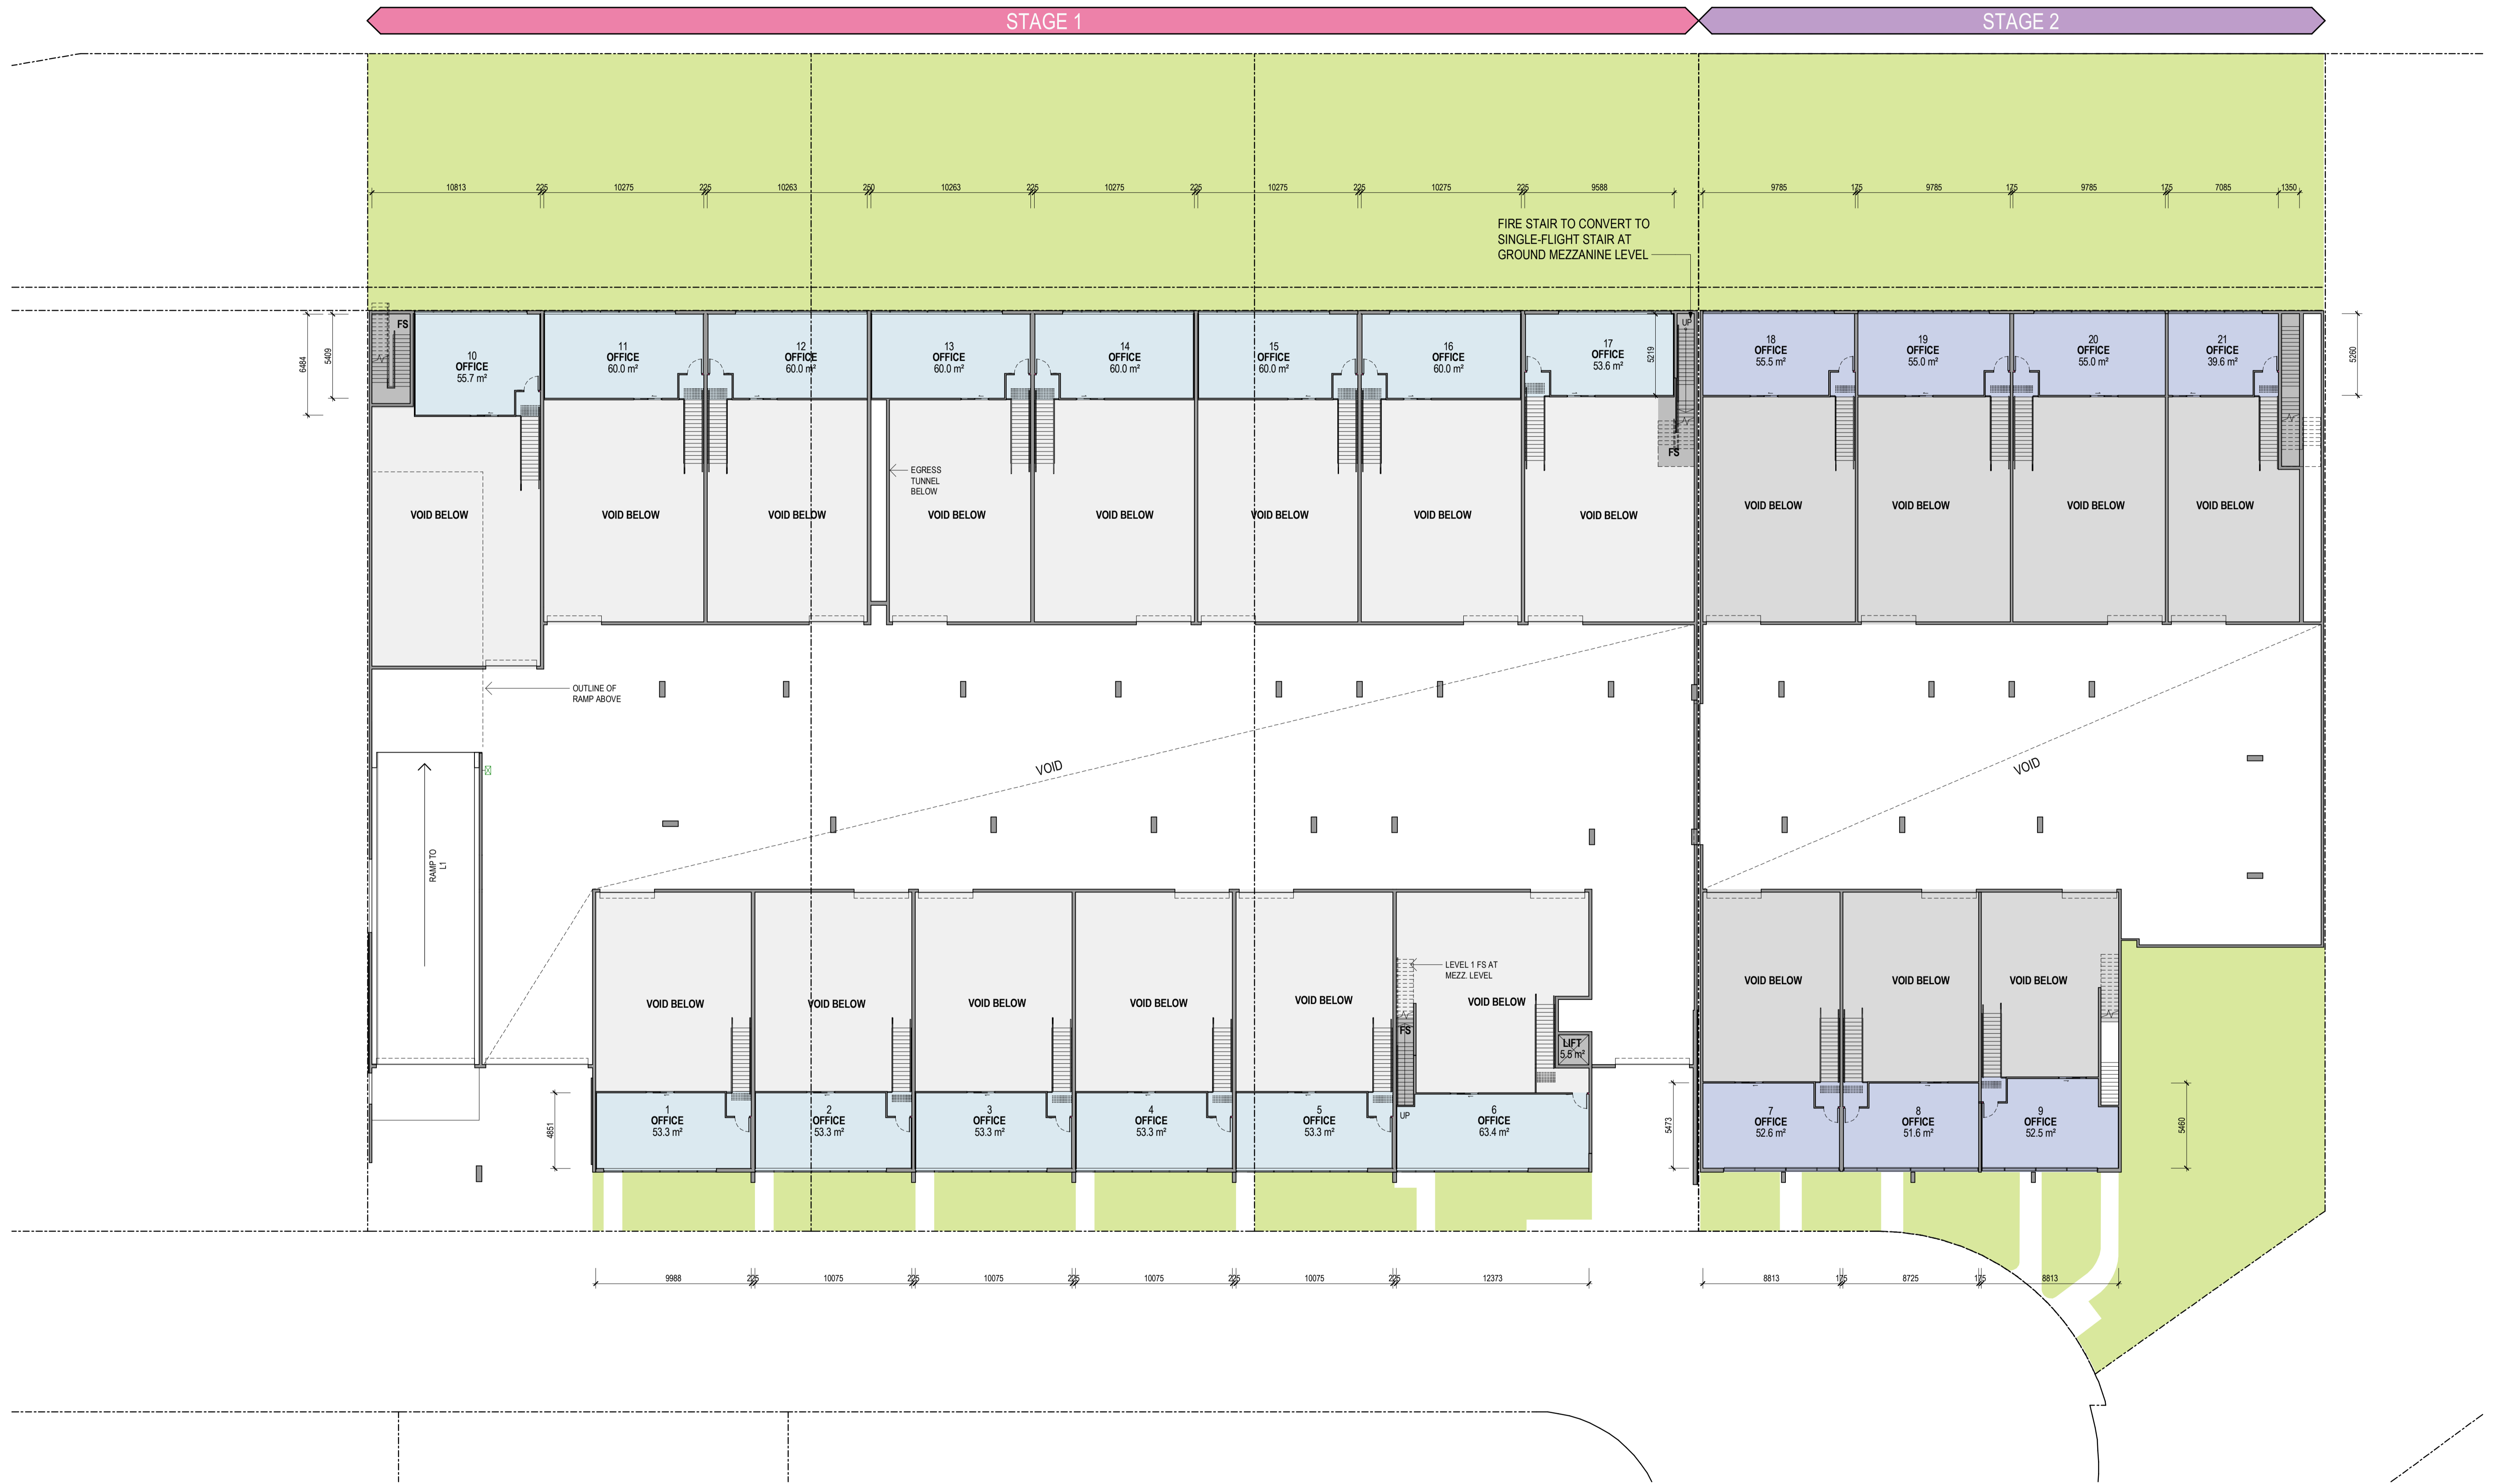 STAGE 1
STAGE 2
10813
225
10275
225
10263
250
10263
225
10275
225
10275
225
10275
225
9588
9785
175
9785
175
9785
175
7085
1350
FIRE STAIR TO CONVERT TO
SINGLE-FLIGHT STAIR AT
GROUND MEZZANINE LEVEL
6484
5409
FS
10
OFFICE
55.7 m²
11
OFFICE
60.0 m²
12
OFFICE
60.0 m²
13
OFFICE
60.0 m²
14
OFFICE
60.0 m²
15
OFFICE
60.0 m²
16
OFFICE
60.0 m²
17
OFFICE
53.6 m²
5219
UP
FS
18
OFFICE
55.5 m²
19
OFFICE
55.0 m²
20
OFFICE
55.0 m²
21
OFFICE
39.6 m²
5260
EGRESS
TUNNEL
BELOW
VOID BELOW
VOID BELOW
VOID BELOW
VOID BELOW
VOID BELOW
VOID BELOW
VOID BELOW
VOID BELOW
VOID BELOW
VOID BELOW
VOID BELOW
VOID BELOW
OUTLINE OF
RAMP ABOVE
VOID
VOID
RAMP TO
L1
LEVEL 1 FS AT
MEZZ. LEVEL
VOID BELOW
VOID BELOW
VOID BELOW
VOID BELOW
VOID BELOW
VOID BELOW
VOID BELOW
VOID BELOW
VOID BELOW
FS
LIFT
5.5 m²
UP
4851
1
OFFICE
53.3 m²
2
OFFICE
53.3 m²
3
OFFICE
53.3 m²
4
OFFICE
53.3 m²
5
OFFICE
53.3 m²
6
OFFICE
63.4 m²
5473
7
OFFICE
52.6 m²
8
OFFICE
51.6 m²
9
OFFICE
52.5 m²
5460
9988
225
10075
225
10075
225
10075
225
10075
225
12373
8813
175
8725
175
8813